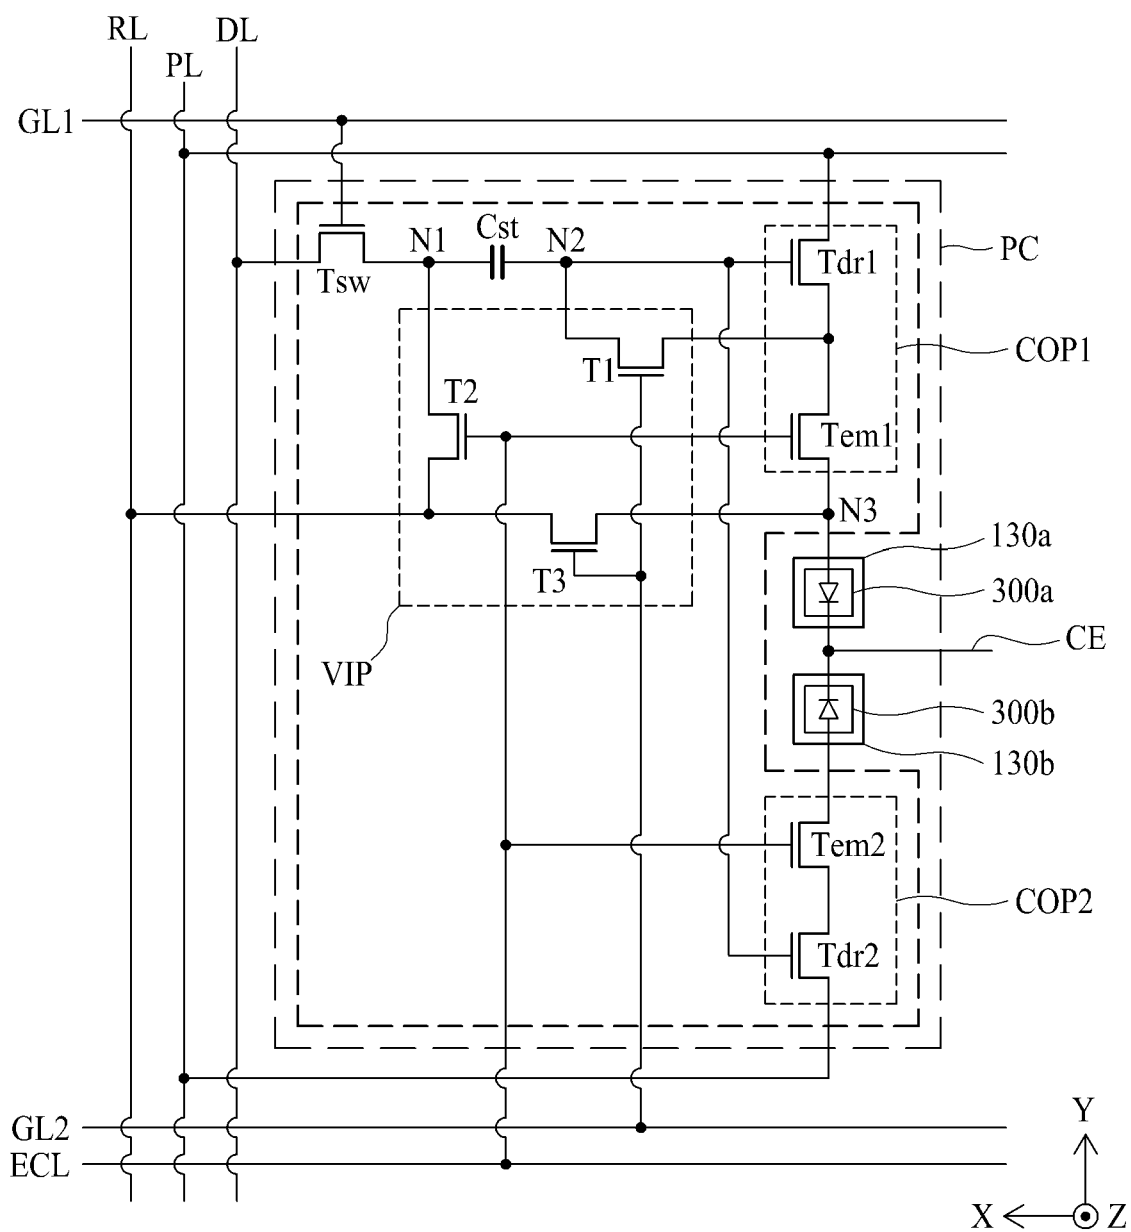 RL
DL
PL
GL1
N1
Cst
N2
Tsw
Tdr1
PC
COP1
T1
T2
Tem1
N3
T3
130a
300a
CE
VIP
300b
130b
Tem2
COP2
Tdr2
GL2
ECL
Y
X
Z